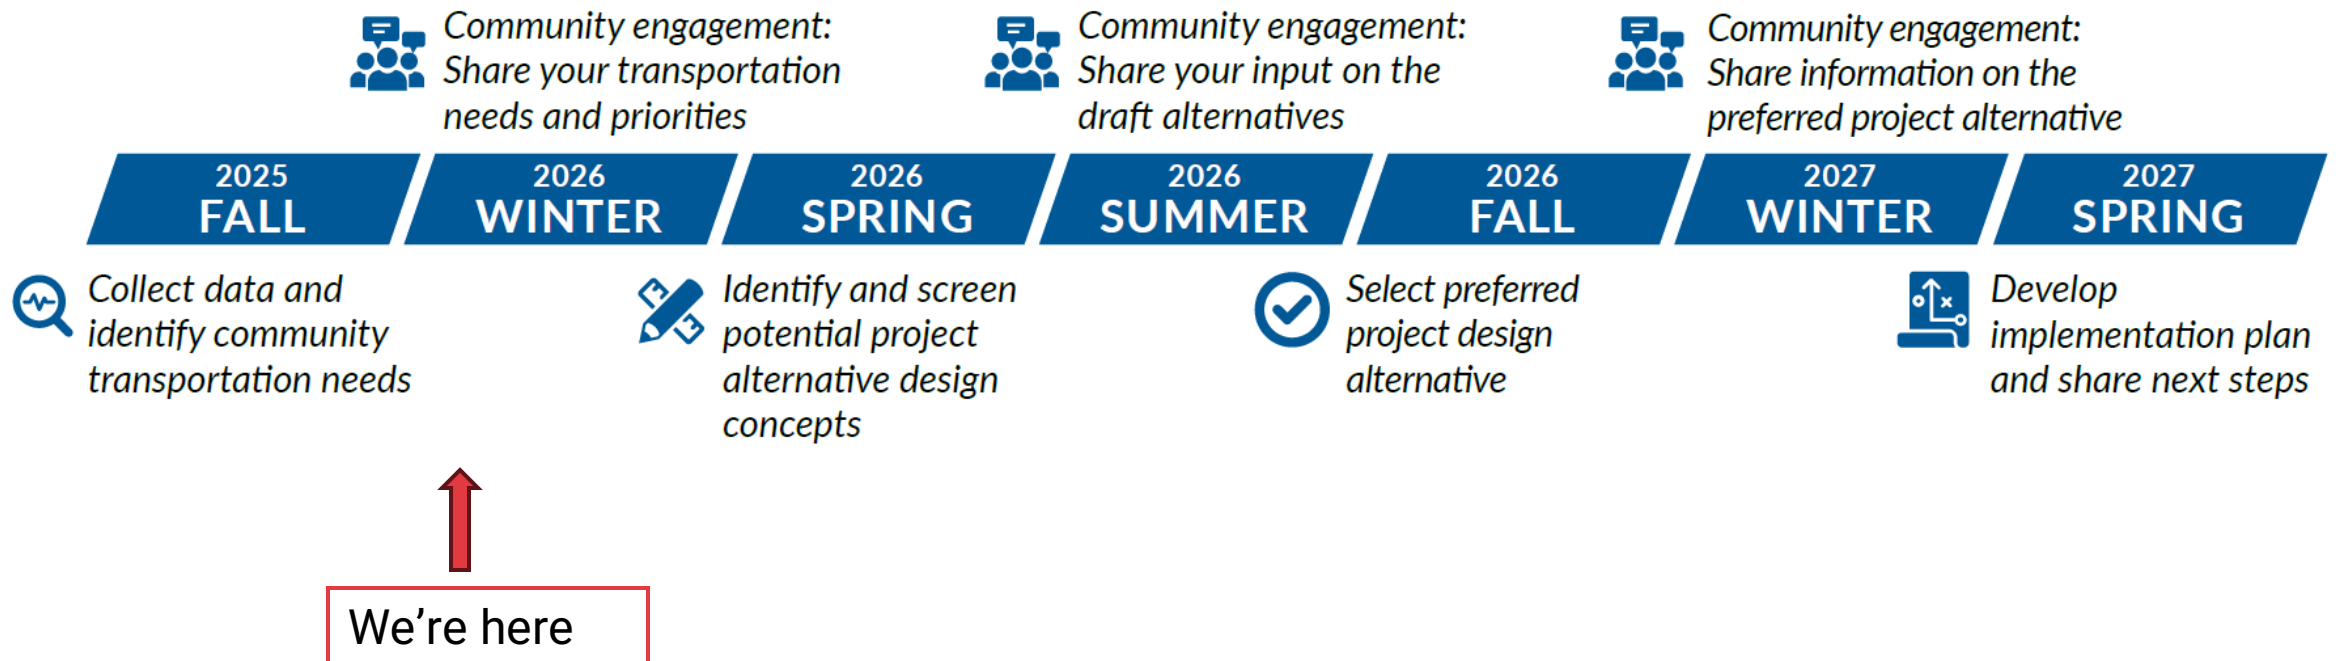 Community engagement:
Share your transportation
needs and priorities
Community engagement:
Share your input on the
draft alternatives
Community engagement:
Share information on the
preferred project alternative
2025
FALL
2026
WINTER
2026
SPRING
2026
SUMMER
2026
FALL
2027
WINTER
2027
SPRING
Collect data and
identify community
transportation needs
Identify and screen
potential project
alternative design
concepts
Select preferred
project design
alternative
Develop
implementation plan
and share next steps
We’re here